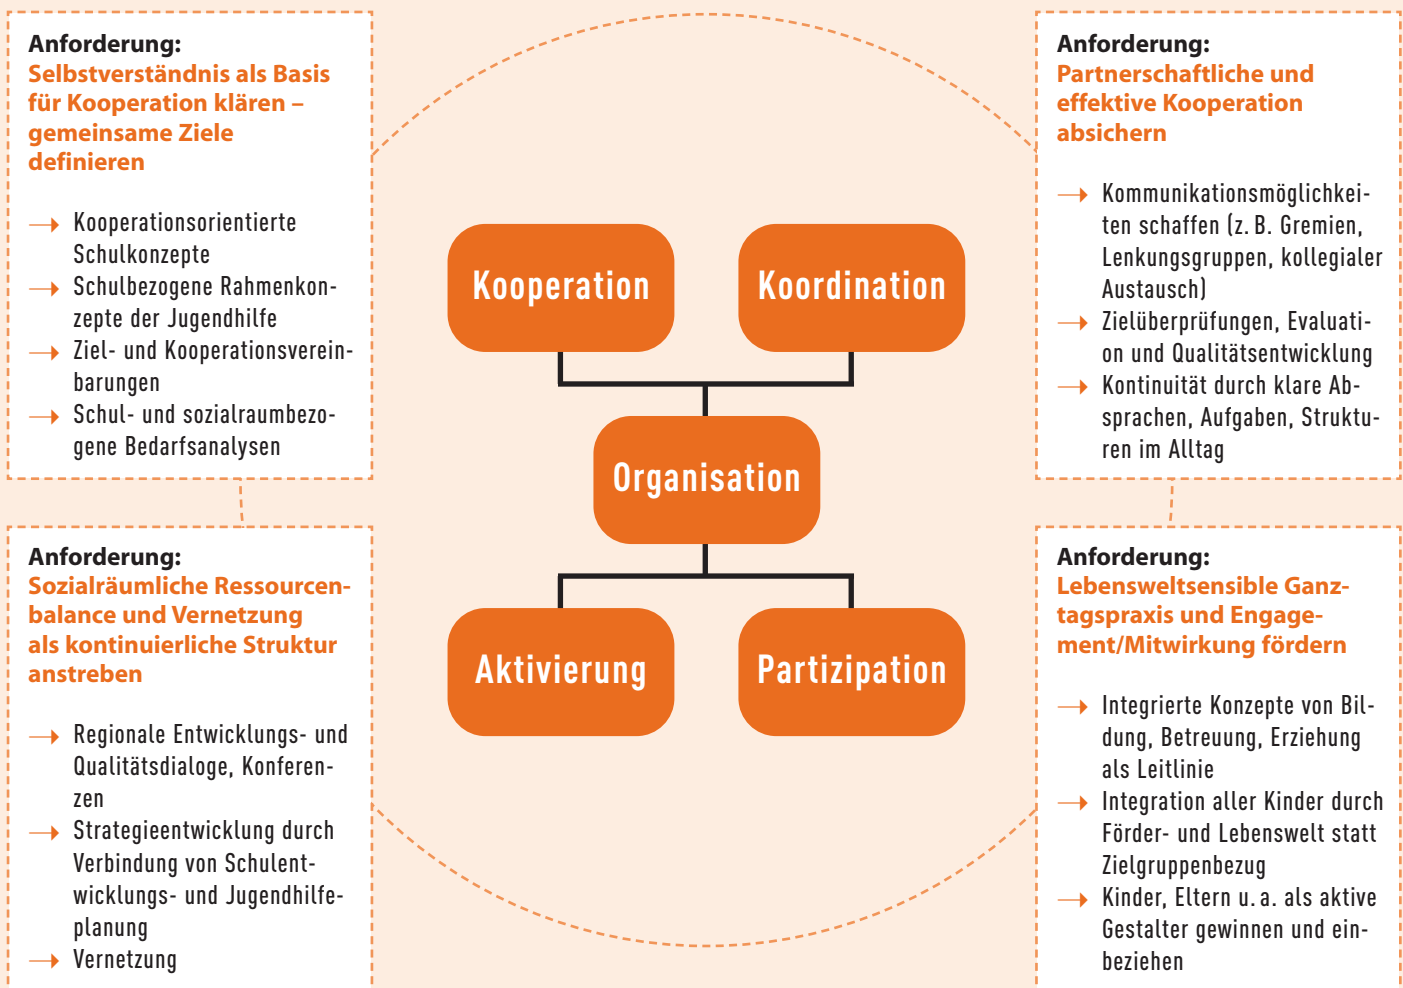 Anforderung:
Selbstverständnis als Basis
für Kooperation klären –
gemeinsame Ziele
definieren
Kooperationsorientierte
Schulkonzepte
Schulbezogene Rahmenkon-
zepte der Jugendhilfe
Ziel- und Kooperationsverein-
barungen
Schul- und sozialraumbezo-
gene Bedarfsanalysen
Anforderung:
Partnerschaftliche und
effektive Kooperation
absichern
Kommunikationsmöglichkei-
ten schaffen (z. B. Gremien,
Lenkungsgruppen, kollegialer
Austausch)
Zielüberprüfungen, Evaluati-
on und Qualitätsentwicklung
Kontinuität durch klare Ab-
sprachen, Aufgaben, Struktu-
ren im Alltag
Kooperation
Koordination
Organisation
Aktivierung
Partizipation
Anforderung:
Sozialräumliche Ressourcen-
balance und Vernetzung
als kontinuierliche Struktur
anstreben
Regionale Entwicklungs- und
Qualitätsdialoge, Konferen-
zen
Strategieentwicklung durch
Verbindung von Schulent-
wicklungs- und Jugendhilfe-
planung
Vernetzung
Anforderung:
Lebensweltsensible Ganz-
tagspraxis und Engage-
ment/Mitwirkung fördern
Integrierte Konzepte von Bil-
dung, Betreuung, Erziehung
als Leitlinie
Integration aller Kinder durch
Förder- und Lebenswelt statt
Zielgruppenbezug
Kinder, Eltern u. a. als aktive
Gestalter gewinnen und ein-
beziehen